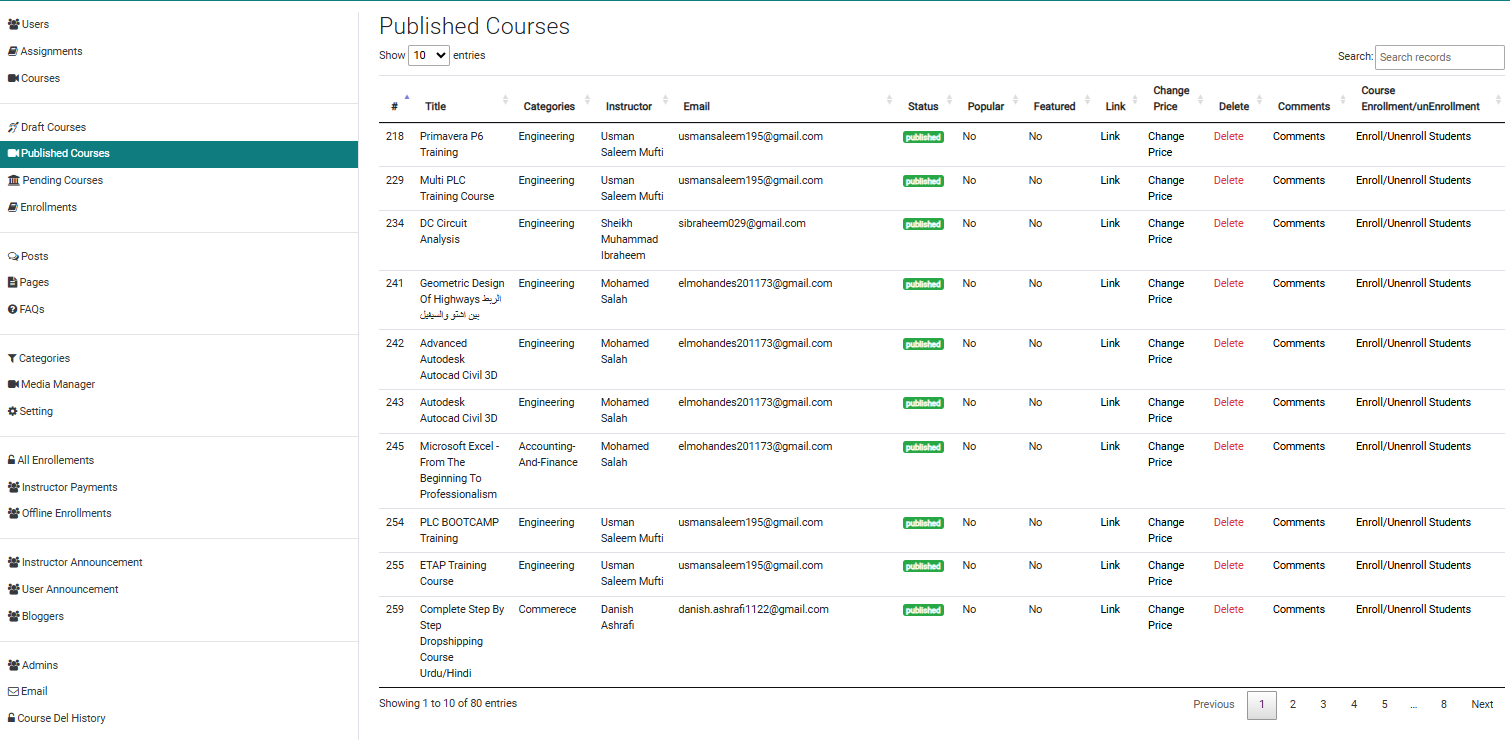 Users
Assignments
Courses
Draft Courses
Published Courses
Pending Courses
Enrollments
Posts
Pages
FAQs
Categories
Media Manager
Setting
All Enrollements
Instructor Payments
Offline Enrollments
Instructor Announcement
User Announcement
Bloggers
Admins
Email
Course Del History
Published Courses
Show 10 entries
Search: Search records
# Title Categories Instructor Email Status Popular Featured Link Change Price Delete Comments Course Enrollment/unEnrollment
218 Primavera P6 Engineering Usman usmansaleem195@gmail.com published No No Link Change Delete Comments Enroll/Unenroll Students
Training Saleem Mufti Price
229 Multi PLC Engineering Usman usmansaleem195@gmail.com published No No Link Change Delete Comments Enroll/Unenroll Students
Training Course Saleem Mufti Price
234 DC Circuit Engineering Sheikh sibraheem029@gmail.com published No No Link Change Delete Comments Enroll/Unenroll Students
Analysis Muhammad Price
Ibraheem
241 Geometric Design Engineering Mohamed elmohandes201173@gmail.com published No No Link Change Delete Comments Enroll/Unenroll Students
Of Highways الربط Salah Price
بين اشتو والسيفيل
242 Advanced Engineering Mohamed elmohandes201173@gmail.com published No No Link Change Delete Comments Enroll/Unenroll Students
Autodesk Salah Price
Autocad Civil 3D
243 Autodesk Engineering Mohamed elmohandes201173@gmail.com published No No Link Change Delete Comments Enroll/Unenroll Students
Autocad Civil 3D Salah Price
245 Microsoft Excel - Accounting- Mohamed elmohandes201173@gmail.com published No No Link Change Delete Comments Enroll/Unenroll Students
From The And-Finance Salah Price
Beginning To
Professionalism
254 PLC BOOTCAMP Engineering Usman usmansaleem195@gmail.com published No No Link Change Delete Comments Enroll/Unenroll Students
Training Saleem Mufti Price
255 ETAP Training Engineering Usman usmansaleem195@gmail.com published No No Link Change Delete Comments Enroll/Unenroll Students
Course Saleem Mufti Price
259 Complete Step By Commerece Danish danish.ashrafi1122@gmail.com published No No Link Change Delete Comments Enroll/Unenroll Students
Step Ashrafi Price
Dropshipping
Course
Urdu/Hindi
Showing 1 to 10 of 80 entries
Previous 1 2 3 4 5 … 8 Next